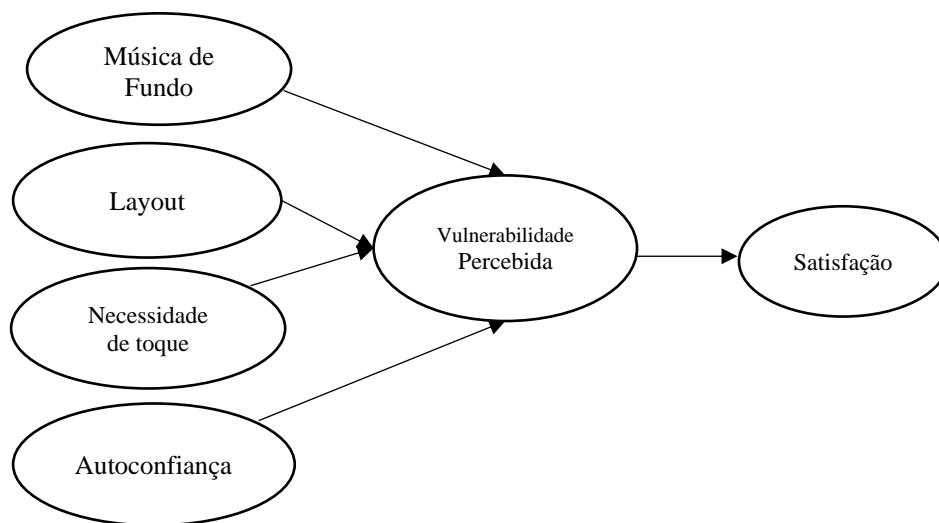 Música de
Fundo
Layout
Necessidade
de toque
Autoconfiança
Vulnerabilidade
Percebida
Satisfação